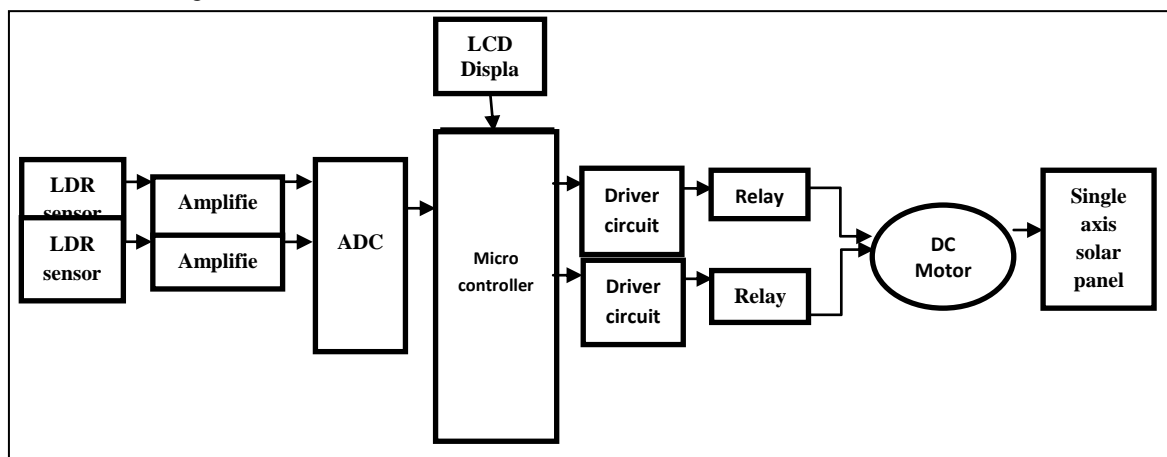 LCD
Displa
LDR
sensor
LDR
sensor
Amplifie
Amplifie
ADC
Micro
controller
Driver
circuit
Driver
circuit
Relay
Relay
DC
Motor
Single
axis
solar
panel